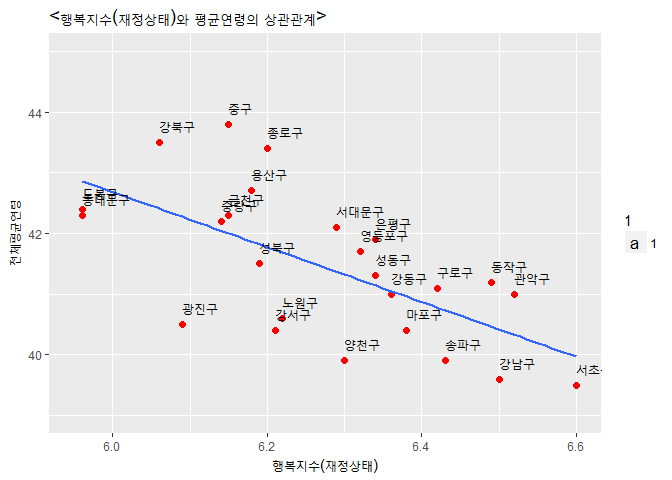 <행복지수(재정상태)와 평균연령의 상관관계>
중구
강북구
종로구
44
용산구
도봉구
동대문구
금천구
중랑구
서대문구
은평구
영등포구
42
성북구
성동구
동작구
강동구
구로구
관악구
광진구
노원구
강서구
마포구
양천구
송파구
40
강남구
서초
전체평균연령
6.0
6.2
6.4
6.6
행복지수(재정상태)
1
a 1